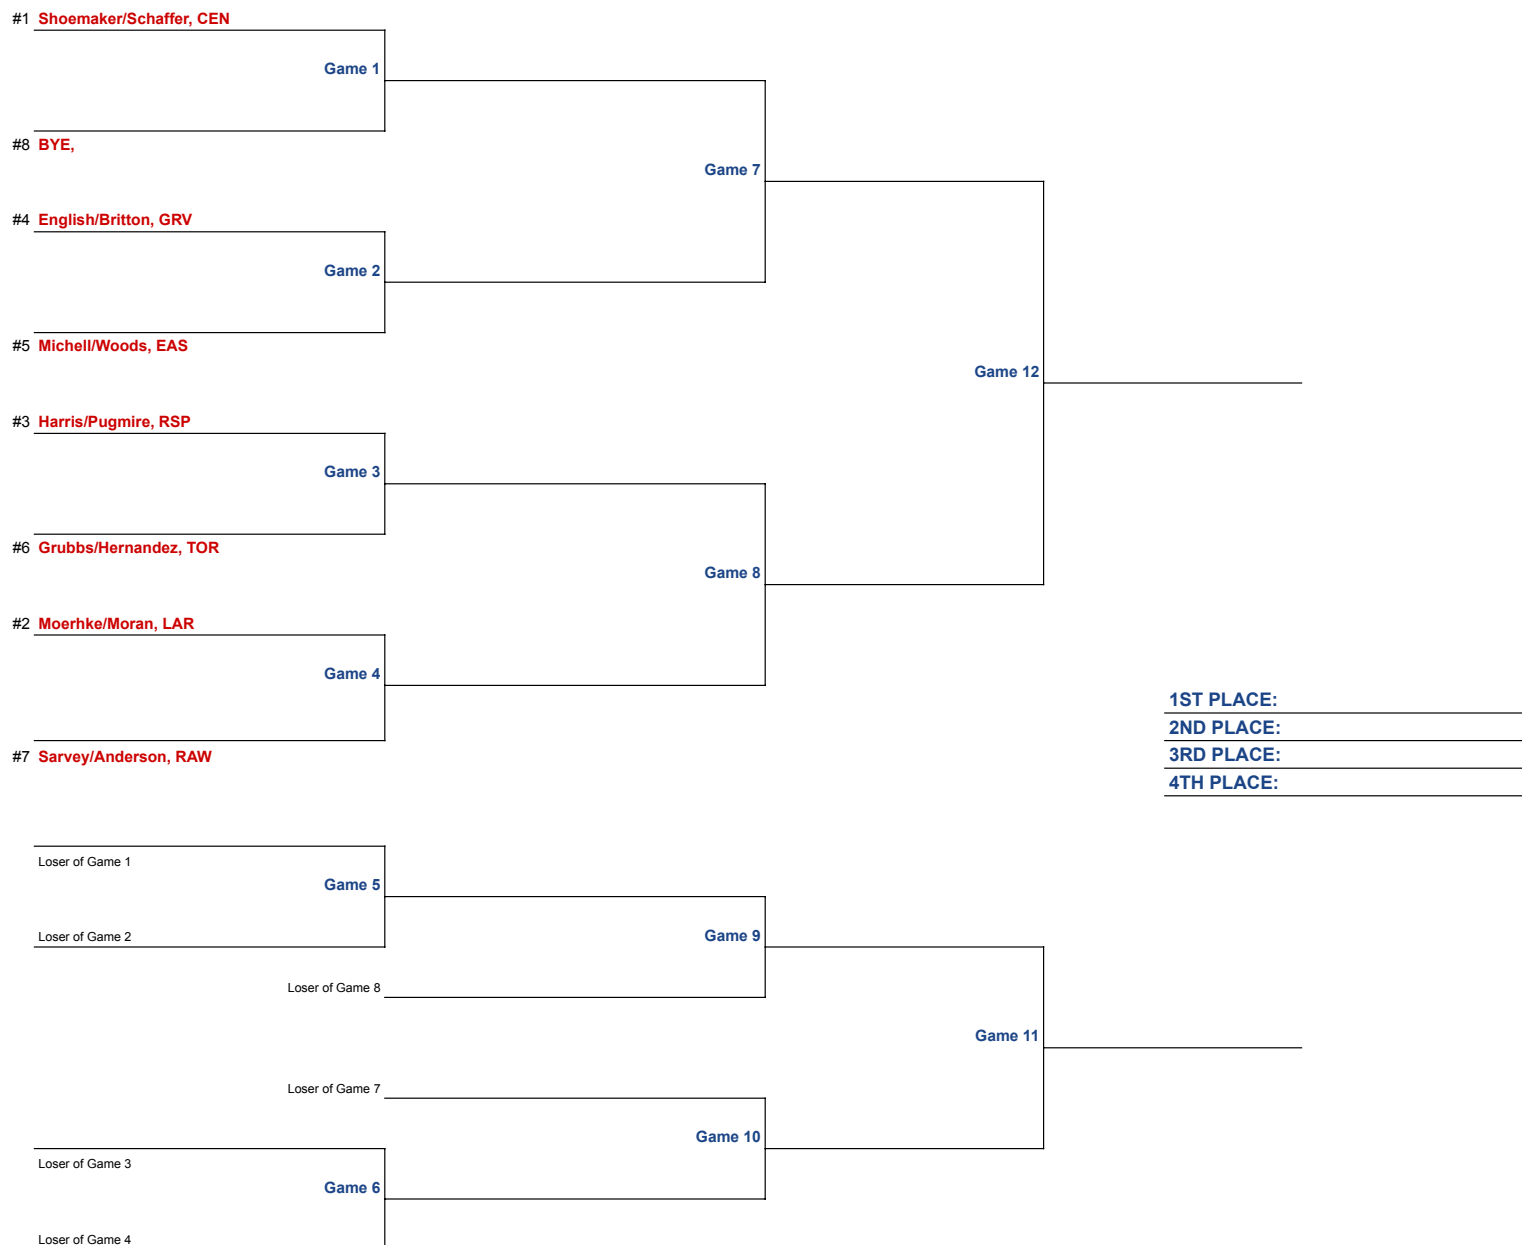 #1 Shoemaker/Schaffer, CEN
Game 1
#8 BYE,
Game 7
#4 English/Britton, GRV
Game 2
#5 Michell/Woods, EAS
Game 12
#3 Harris/Pugmire, RSP
Game 3
#6 Grubbs/Hernandez, TOR
Game 8
#2 Moerhke/Moran, LAR
Game 4
#7 Sarvey/Anderson, RAW
1ST PLACE:
2ND PLACE:
3RD PLACE:
4TH PLACE:
Loser of Game 1
Game 5
Loser of Game 2
Game 9
Loser of Game 8
Game 11
Loser of Game 7
Game 10
Loser of Game 3
Game 6
Loser of Game 4